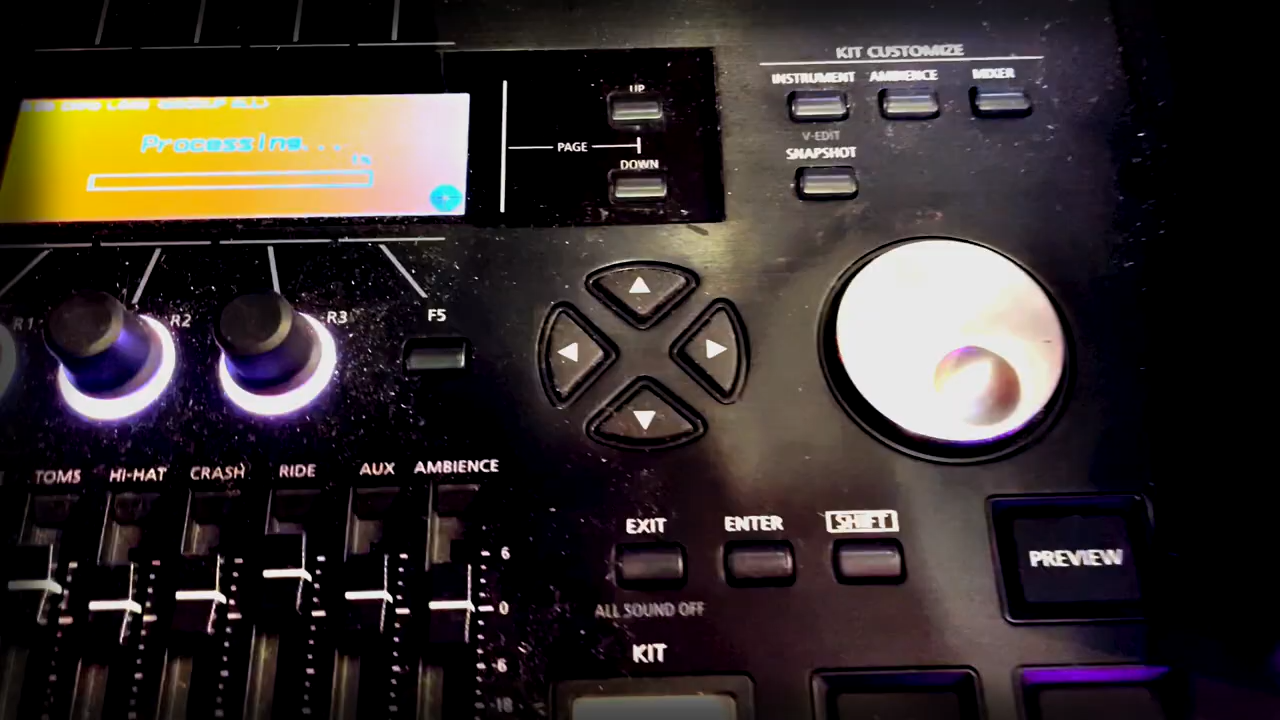 KIT CUSTOMIZE
INSTRUMENT AMBIENCE MIXER
UP
Processing...
PAGE
V-EDIT
SNAPSHOT
DOWN
R1 R2 R3 F5
TOMS HI-HAT CRASH RIDE AUX AMBIENCE
EXIT ENTER SHIFT
6
PREVIEW
0
ALL SOUND OFF
KIT
-6
-18